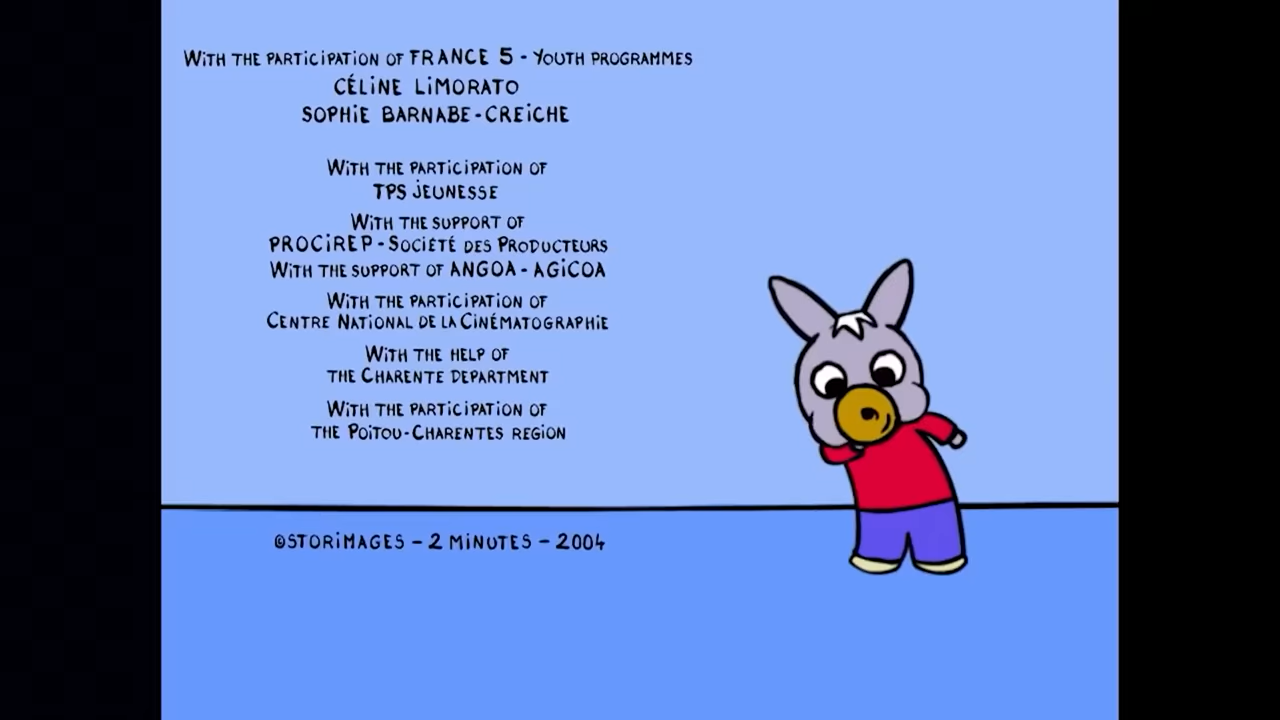 With the participation of FRANCE 5 - Youth programmes
CÉLINE LIMORATO
SOPHIE BARNABE-CREICHE
With the participation of
TPS JEUNESSE
With the support of
PROCIREP - Société des Producteurs
With the support of ANGOA - AGICOA
With the participation of
Centre National de la Cinématographie
With the help of
the Charente department
With the participation of
the Poitou-Charentes region
©STORIMAGES - 2 MINUTES - 2004